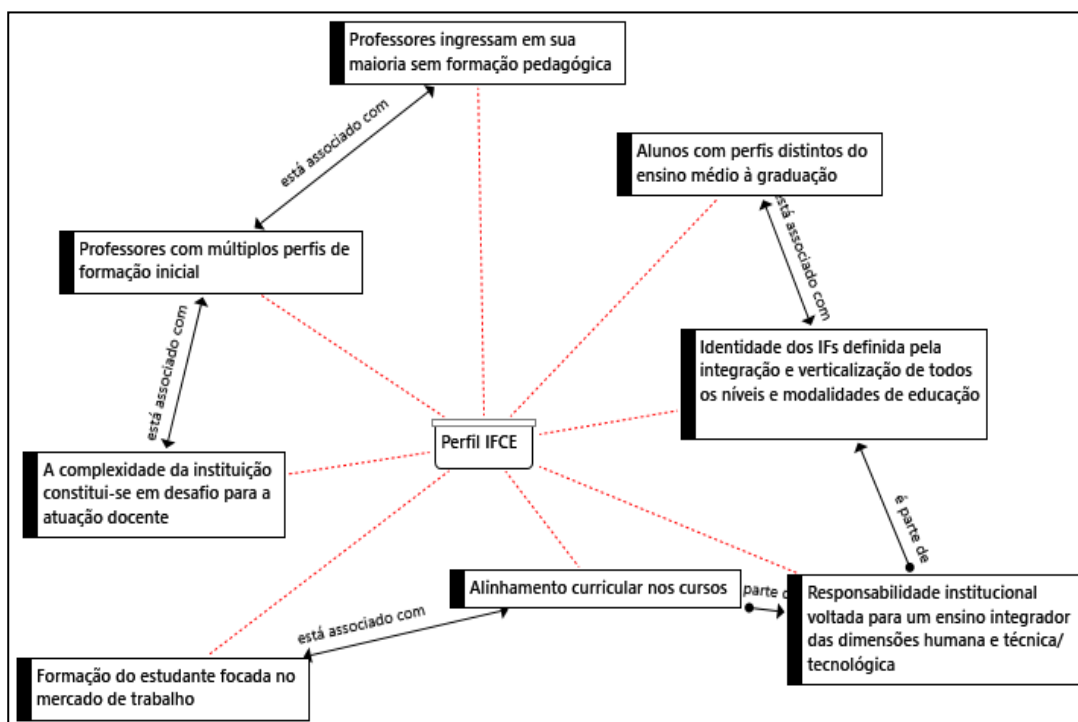 Professores ingressam em sua
maioria sem formação pedagógica
está associado com
Alunos com perfis distintos do
ensino médio à graduação
está associado com
Professores com múltiplos perfis de
formação inicial
está associado com
Identidade dos IFs definida pela
integração e verticalização de todos
os níveis e modalidades de educação
Perfil IFCE
A complexidade da instituição
constitui-se em desafio para a
atuação docente
é parte de
Alinhamento curricular nos cursos
parte
Responsabilidade institucional
voltada para um ensino integrador
das dimensões humana e técnica/
tecnológica
está associado com
Formação do estudante focada no
mercado de trabalho